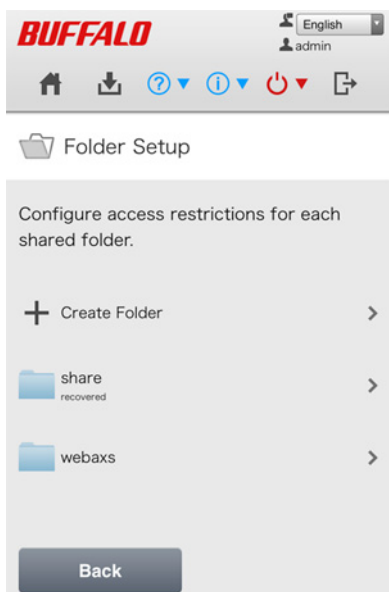 BUFFALO
English
admin
Folder Setup
Configure access restrictions for each
shared folder.
Create Folder
share
recovered
webaxs
Back